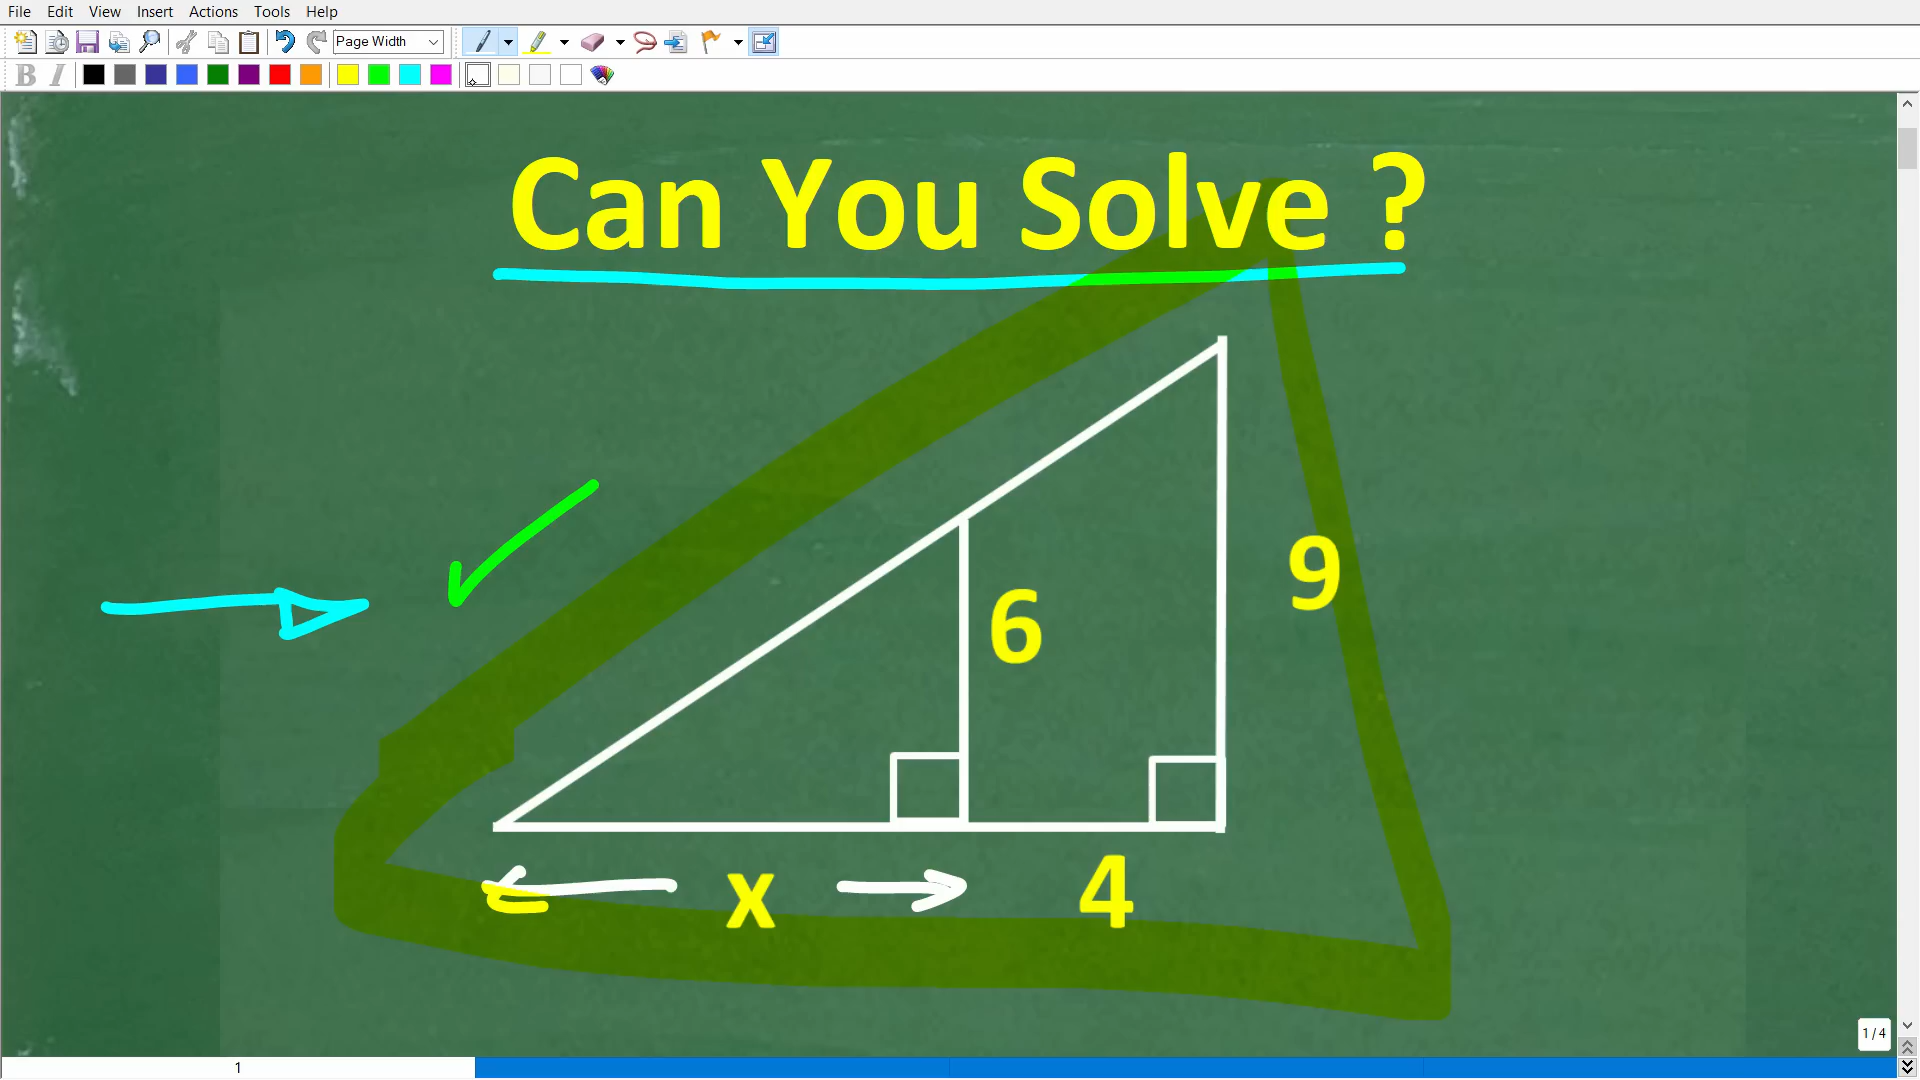 File Edit View Insert Actions Tools Help
Page Width
B I
Can You Solve ?
9
6
x 4
1 / 4
1